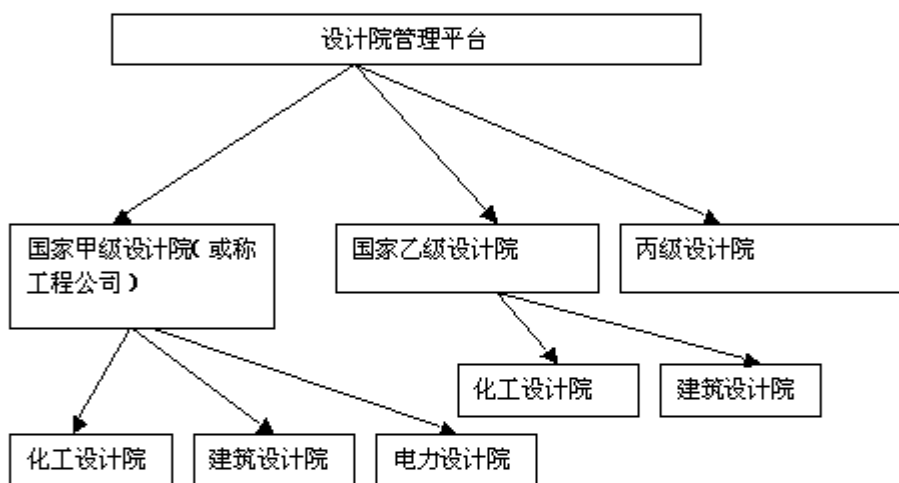 设计院管理平台
国家甲级设计院(或称
工程公司)
国家乙级设计院
丙级设计院
化工设计院
建筑设计院
化工设计院
建筑设计院
电力设计院